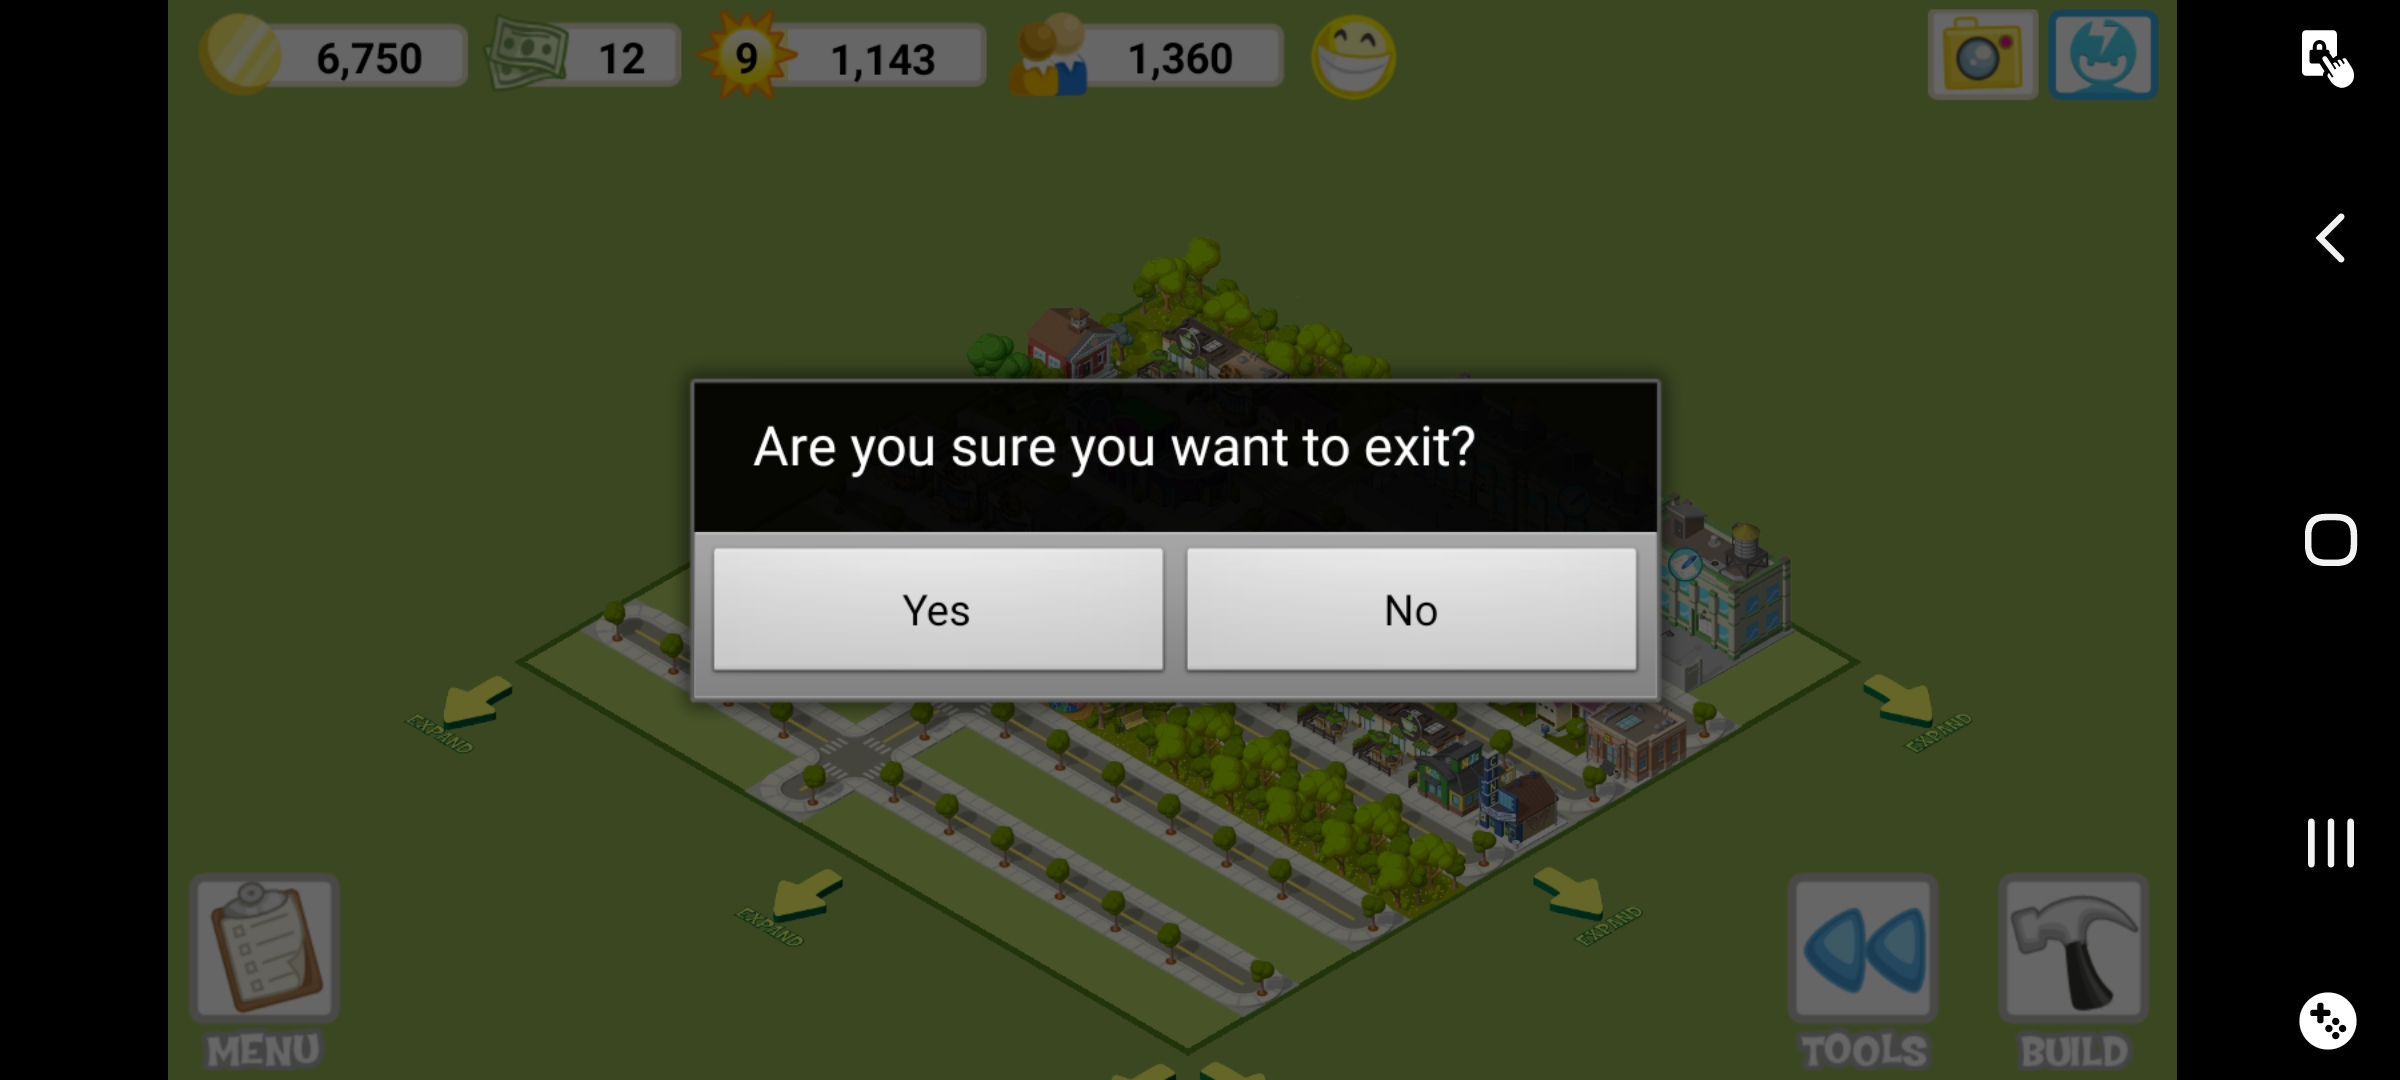 6,750
12
9
1,143
1,360
Are you sure you want to exit?
Yes
No
EXPAND
EXPAND
EXPAND
EXPAND
MENU
TOOLS
BUILD